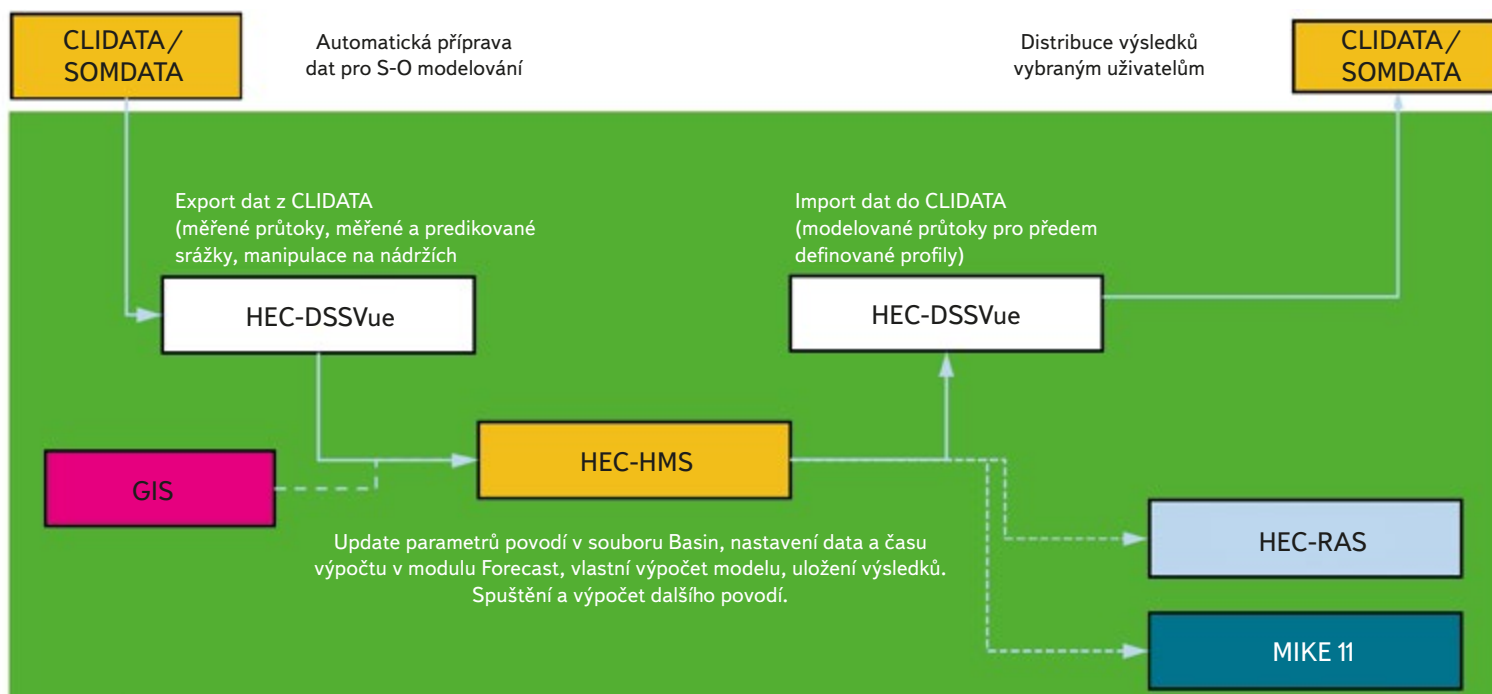 CLIDATA/
SOMDATA
Automatická příprava
dat pro S-O modelování
Distribuce výsledků
vybraným uživatelům
CLIDATA/
SOMDATA
Export dat z CLIDATA
(měřené průtoky, měřené a predikované
srážky, manipulace na nádržích
Import dat do CLIDATA
(modelované průtoky pro předem
definované profily)
HEC-DSSVue
HEC-DSSVue
GIS
HEC-HMS
Update parametrů povodí v souboru Basin, nastavení data a času
výpočtu v modulu Forecast, vlastní výpočet modelu, uložení výsledků.
Spuštění a výpočet dalšího povodí.
HEC-RAS
MIKE 11